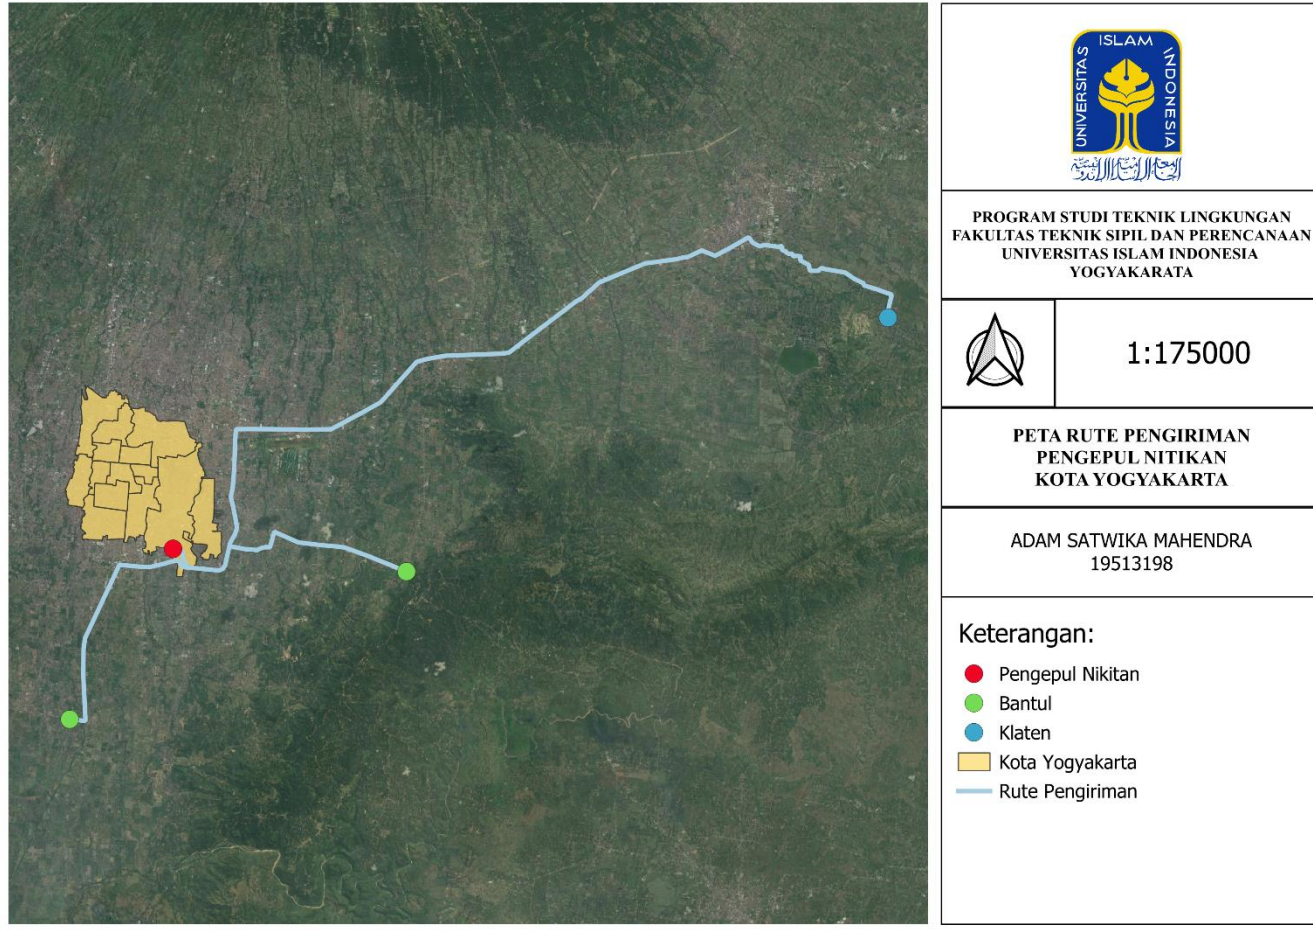 UNIVERSITAS
ISLAM
INDONESIA
PROGRAM STUDI TEKNIK LINGKUNGAN
FAKULTAS TEKNIK SIPIL DAN PERENCANAAN
UNIVERSITAS ISLAM INDONESIA
YOGYAKARATA
1:175000
PETA RUTE PENGIRIMAN
PENGEPUL NITIKAN
KOTA YOGYAKARTA
ADAM SATWIKA MAHENDRA
19513198
Keterangan:
Pengepul Nikitan
Bantul
Klaten
Kota Yogyakarta
Rute Pengiriman